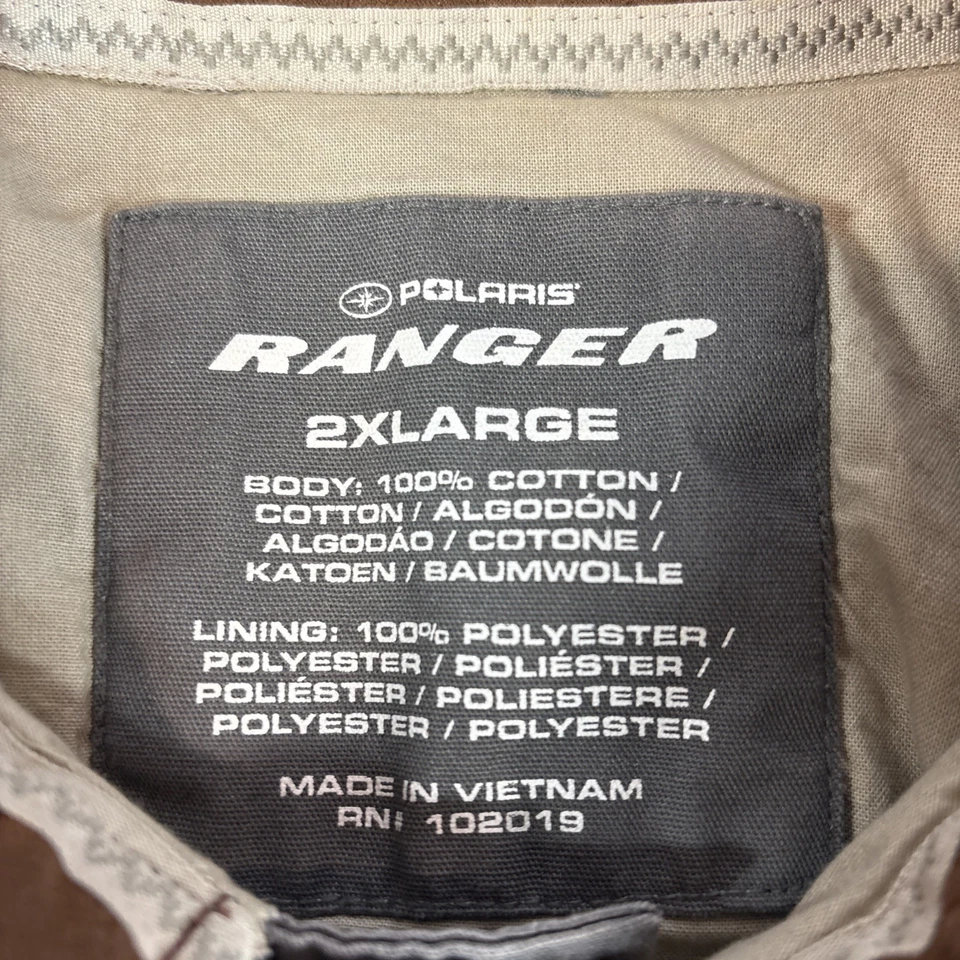 POLARIS®
RANGER
2XLARGE
BODY: 100% COTTON /
COTTON / ALGODÓN /
ALGODÁO / COTONE /
KATOEN / BAUMWOLLE
LINING: 100% POLYESTER /
POLYESTER / POLIÉSTER /
POLIÉSTER / POLIESTERE /
POLYESTER / POLYESTER
MADE IN VIETNAM
RN: 102019